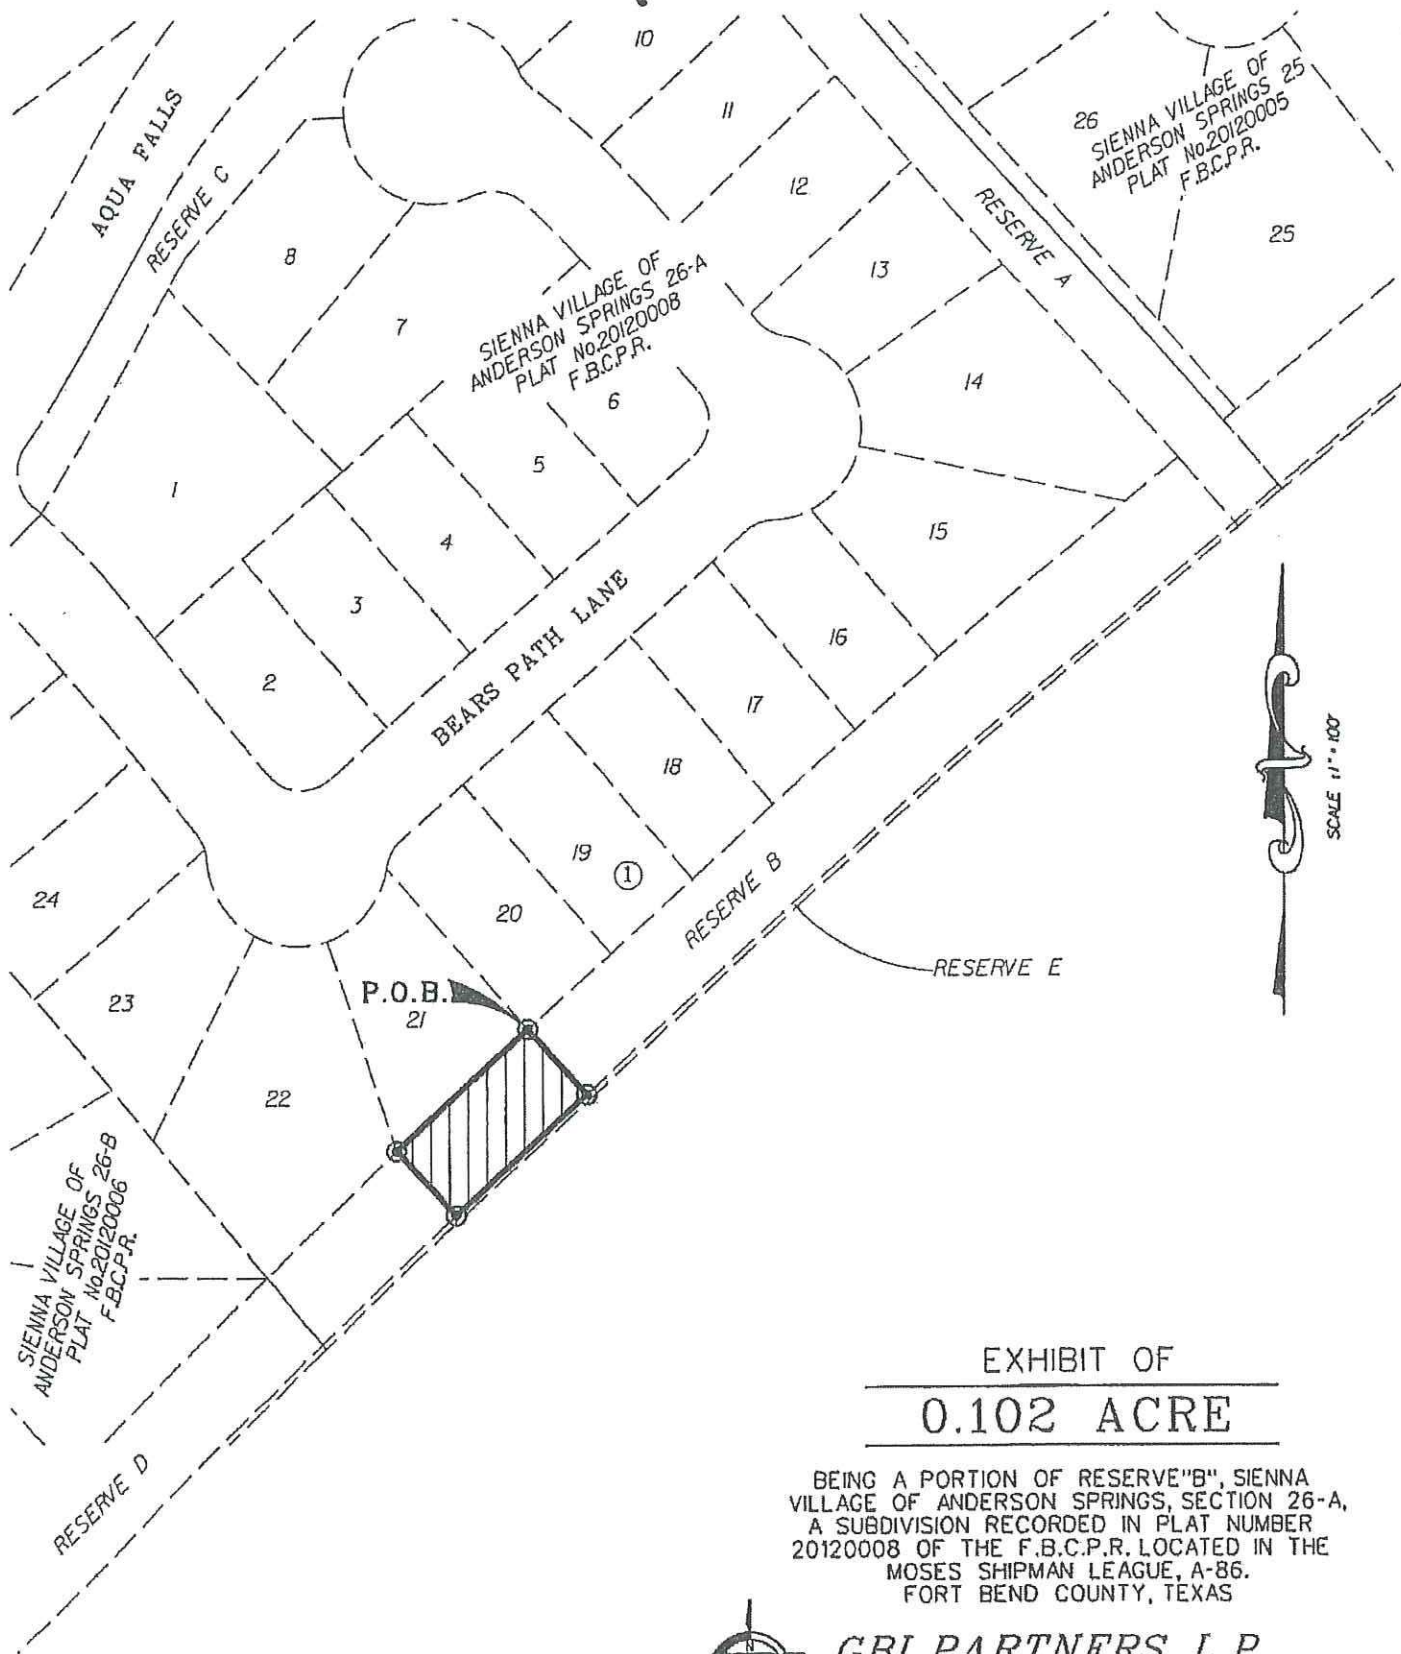 10
11
12
13
14
15
16
17
18
19
20
21
22
23
24
1
2
3
4
5
6
7
8
26
25
①
AQUA FALLS
RESERVE C
SIENNA VILLAGE OF
ANDERSON SPRINGS 25
PLAT No.20120005
F.B.C.P.R.
RESERVE A
SIENNA VILLAGE OF
ANDERSON SPRINGS 26-A
PLAT No.20120008
F.B.C.P.R.
BEARS PATH LANE
SCALE : 1" = 100'
RESERVE B
RESERVE E
P.O.B.
SIENNA VILLAGE OF
ANDERSON SPRINGS 26-B
PLAT No.20120006
F.B.C.P.R.
RESERVE D
EXHIBIT OF
0.102 ACRE
BEING A PORTION OF RESERVE"B", SIENNA
VILLAGE OF ANDERSON SPRINGS, SECTION 26-A,
A SUBDIVISION RECORDED IN PLAT NUMBER
20120008 OF THE F.B.C.P.R. LOCATED IN THE
MOSES SHIPMAN LEAGUE, A-86.
FORT BEND COUNTY, TEXAS
N
GBI PARTNERS, L.P.